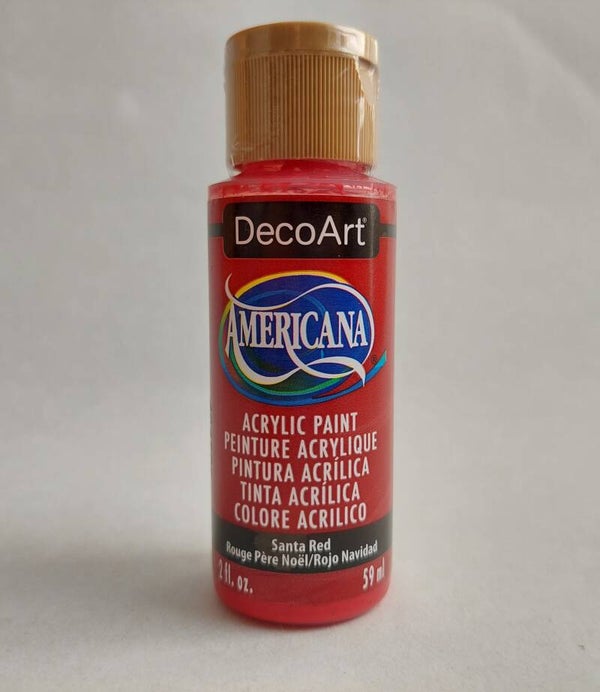 DecoArt®
AMERICANA®
ACRYLIC PAINT
PEINTURE ACRYLIQUE
PINTURA ACRÍLICA
TINTA ACRÍLICA
COLORE ACRILICO
Santa Red
Rouge Père Noël/Rojo Navidad
2 fl. oz. 59 ml